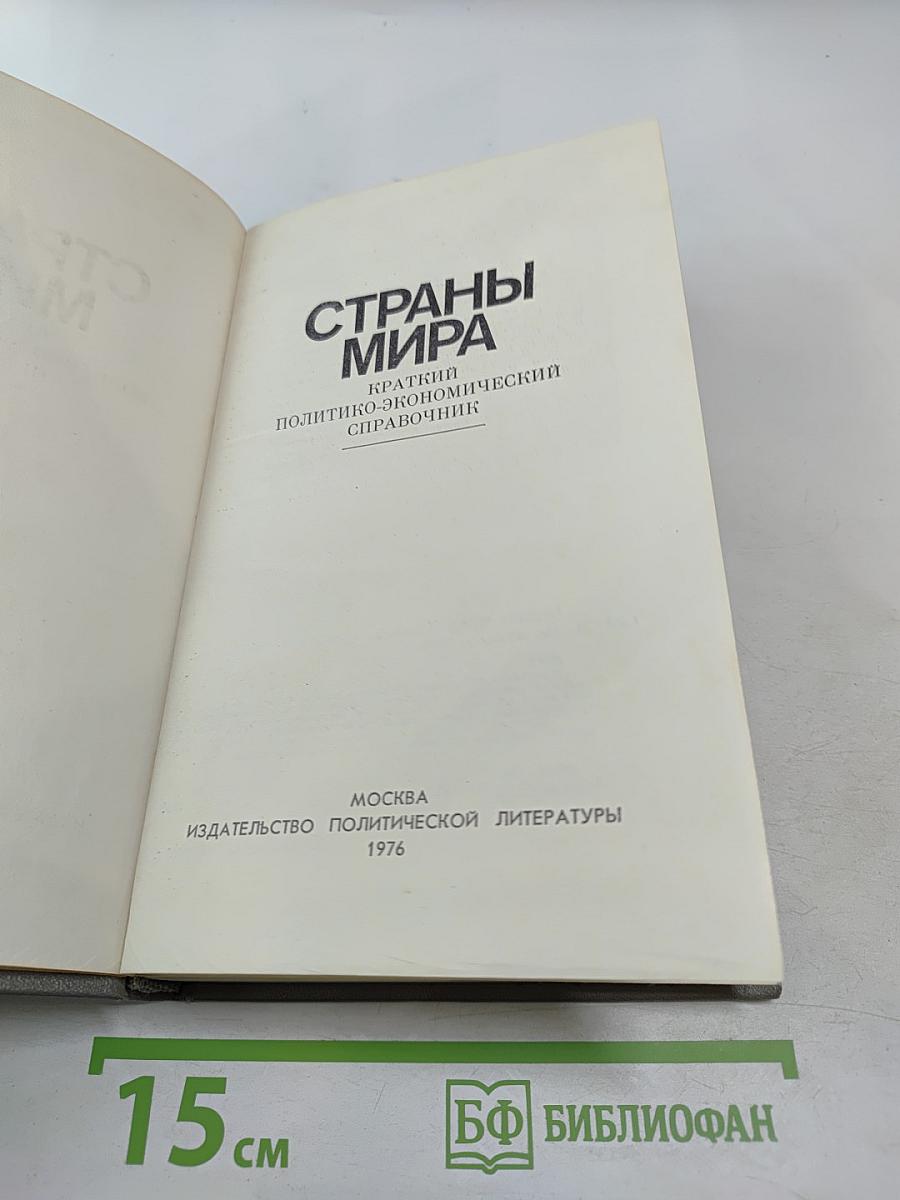 СТРАНЫ
МИРА
КРАТКИЙ
ПОЛИТИКО-ЭКОНОМИЧЕСКИЙ
СПРАВОЧНИК
МОСКВА
ИЗДАТЕЛЬСТВО ПОЛИТИЧЕСКОЙ ЛИТЕРАТУРЫ
1976
15 см
БФ БИБЛИОФАН